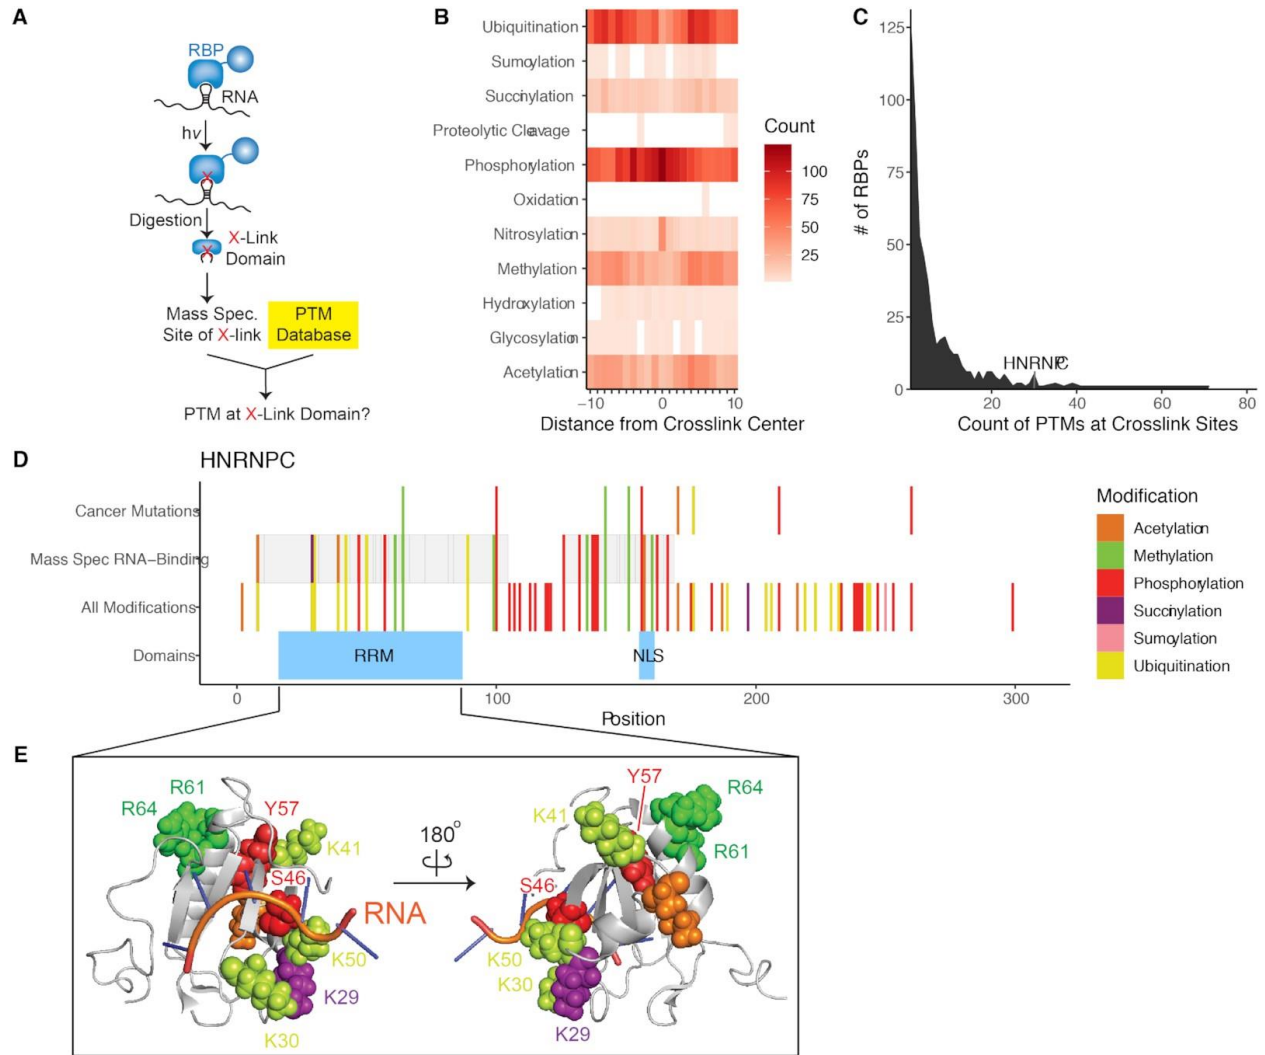 A
RBP
RNA
hv
Digestion
X-Link
Domain
Mass Spec.
Site of X-link
PTM
Database
PTM at X-Link Domain?
B
Ubiquitination
Sumoylation
Succinylation
Proteolytic Cleavage
Phosphorylation
Oxidation
Nitrosylation
Methylation
Hydroxylation
Glycosylation
Acetylation
−10 0 10
Distance from Crosslink Center
Count
100
75
50
25
C
# of RBPs
125
100
75
50
25
0
HNRNPC
20 40 60 80
Count of PTMs at Crosslink Sites
D
HNRNPC
Cancer Mutations
Mass Spec RNA−Binding
All Modifications
Domains
RRM
NLS
0 100 200 300
Position
Modification
Acetylation
Methylation
Phosphorylation
Succinylation
Sumoylation
Ubiquitination
E
R61
R64
Y57
K41
S46
RNA
K50
K29
K30
180°
Y57
R64
K41
R61
S46
K50
K30
K29